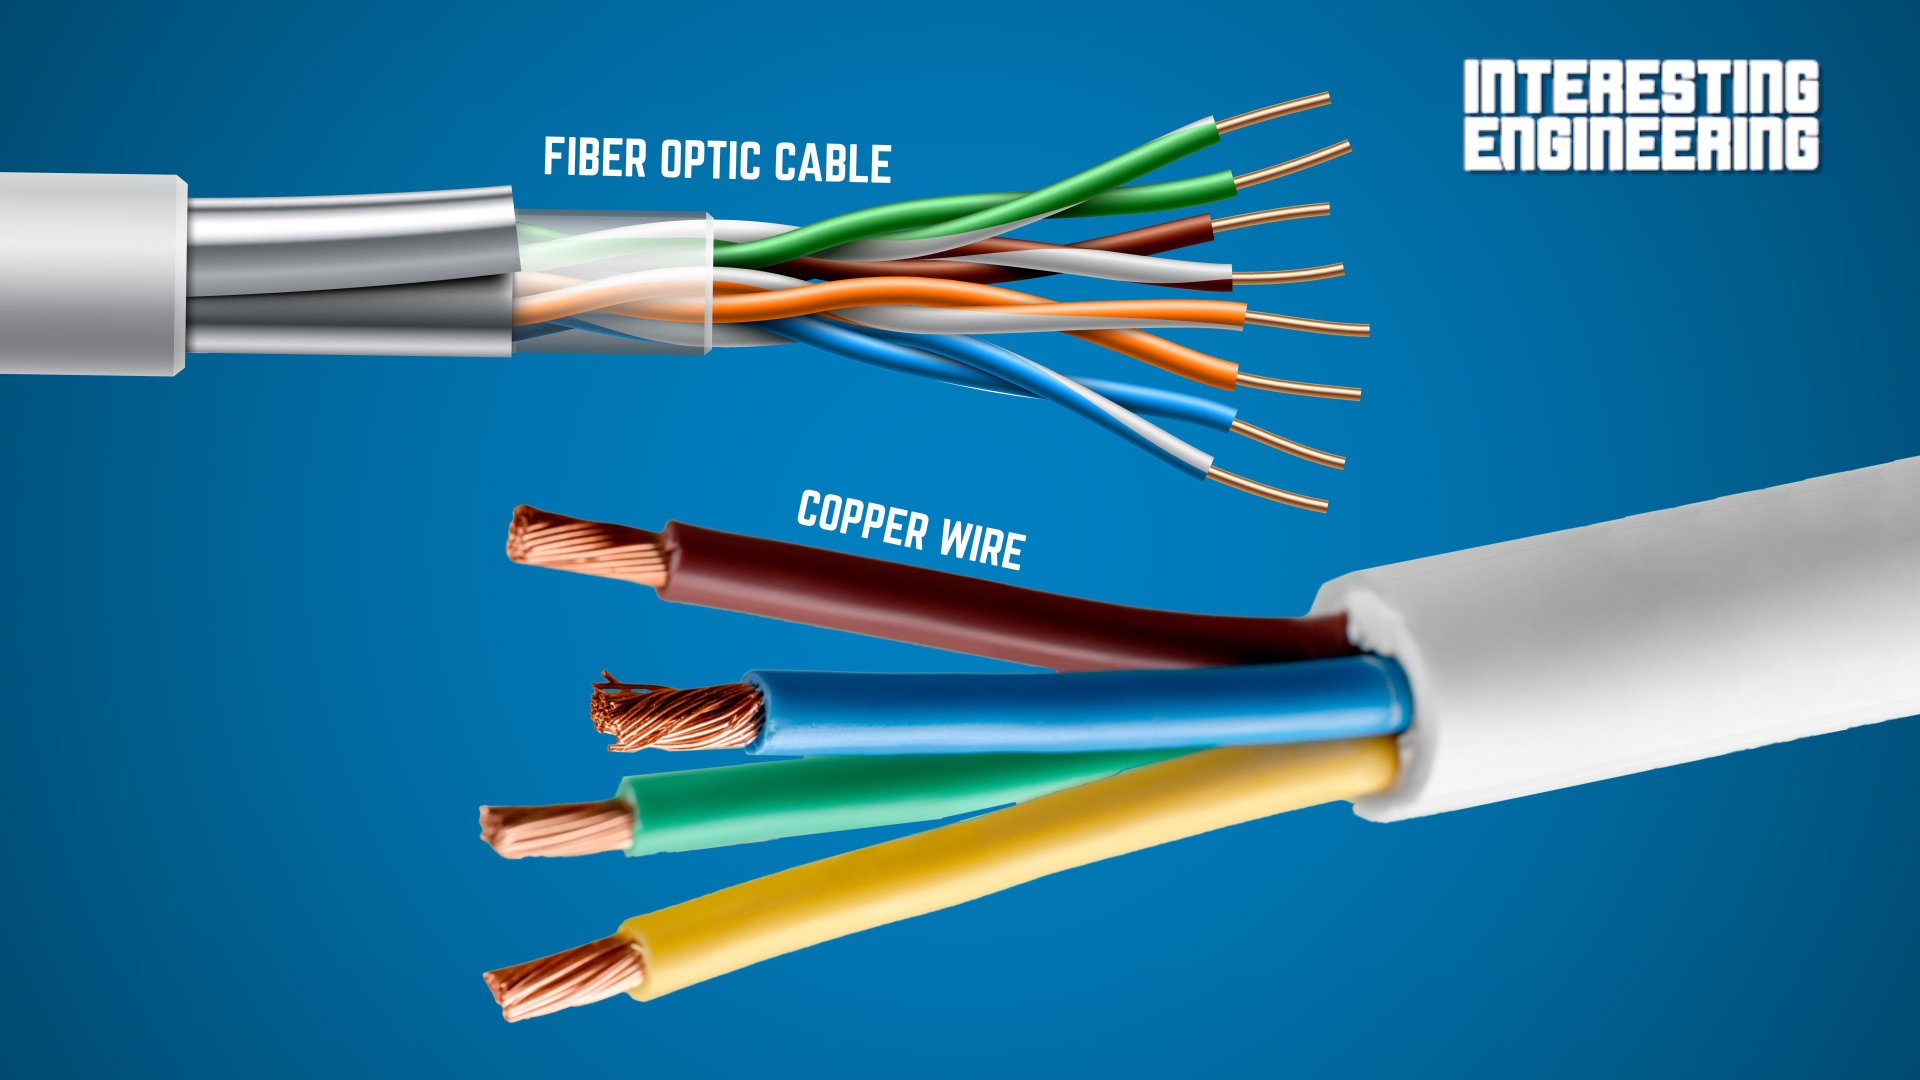 FIBER OPTIC CABLE
INTERESTING
ENGINEERING
COPPER WIRE